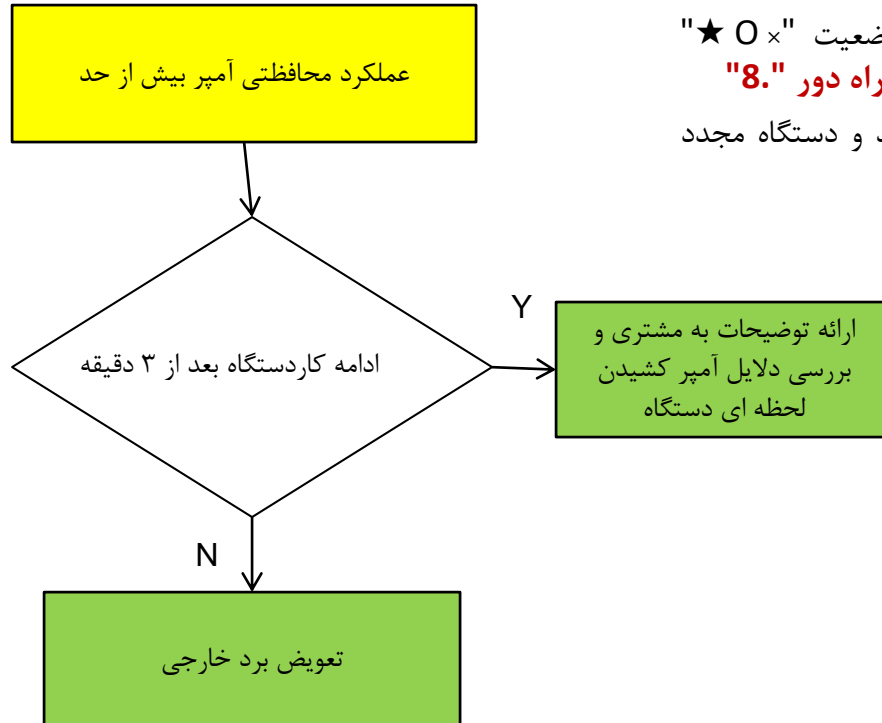 ضعیت "★ O ×"
راه دور "8."
د و دستگاه مجدد
عملکرد محافظتی آمپر بیش از حد
ادامه کاردستگاه بعد از ۳ دقیقه
Y
ارائه توضیحات به مشتری و
بررسی دلایل آمپر کشیدن
لحظه ای دستگاه
N
تعویض برد خارجی